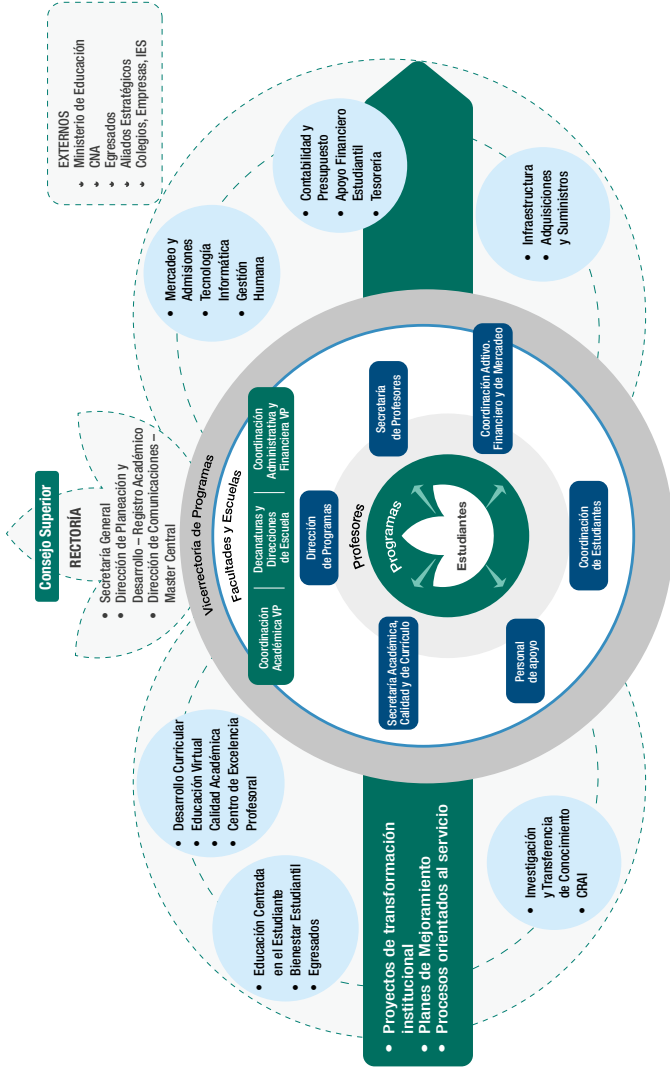 Consejo Superior
RECTORÍA
• Secretaría General
• Dirección de Planeación y
Desarrollo – Registro Académico
• Dirección de Comunicaciones –
Master Central
EXTERNOS
Ministerio de Educación
CNA
Egresados
Aliados Estratégicos
Colegios, Empresas, IES
• Desarrollo Curricular
• Educación Virtual
• Calidad Académica
• Centro de Excelencia
Profesoral
• Mercadeo y
Admisiones
• Tecnología
Informática
• Gestión
Humana
• Educación Centrada
en el Estudiante
• Bienestar Estudiantil
• Egresados
• Contabilidad y
Presupuesto
• Apoyo Financiero
Estudiantil
• Tesorería
Vicerrectoría de Programas
Facultades y Escuelas
Coordinación
Académica VP
Decanaturas y
Direcciones
de Escuela
Coordinación
Administrativa y
Financiera VP
Dirección
de Programas
Profesores
Programas
Estudiantes
Secretaría Académica,
Calidad y de Currículo
Secretaría
de Profesores
Personal
de apoyo
Coordinación Adtivo.
Financiero y de Mercadeo
Coordinación
de Estudiantes
• Proyectos de transformación
institucional
• Planes de Mejoramiento
• Procesos orientados al servicio
• Investigación
y Transferencia
de Conocimiento
• CRAI
• Infraestructura
• Adquisiciones
y Suministros